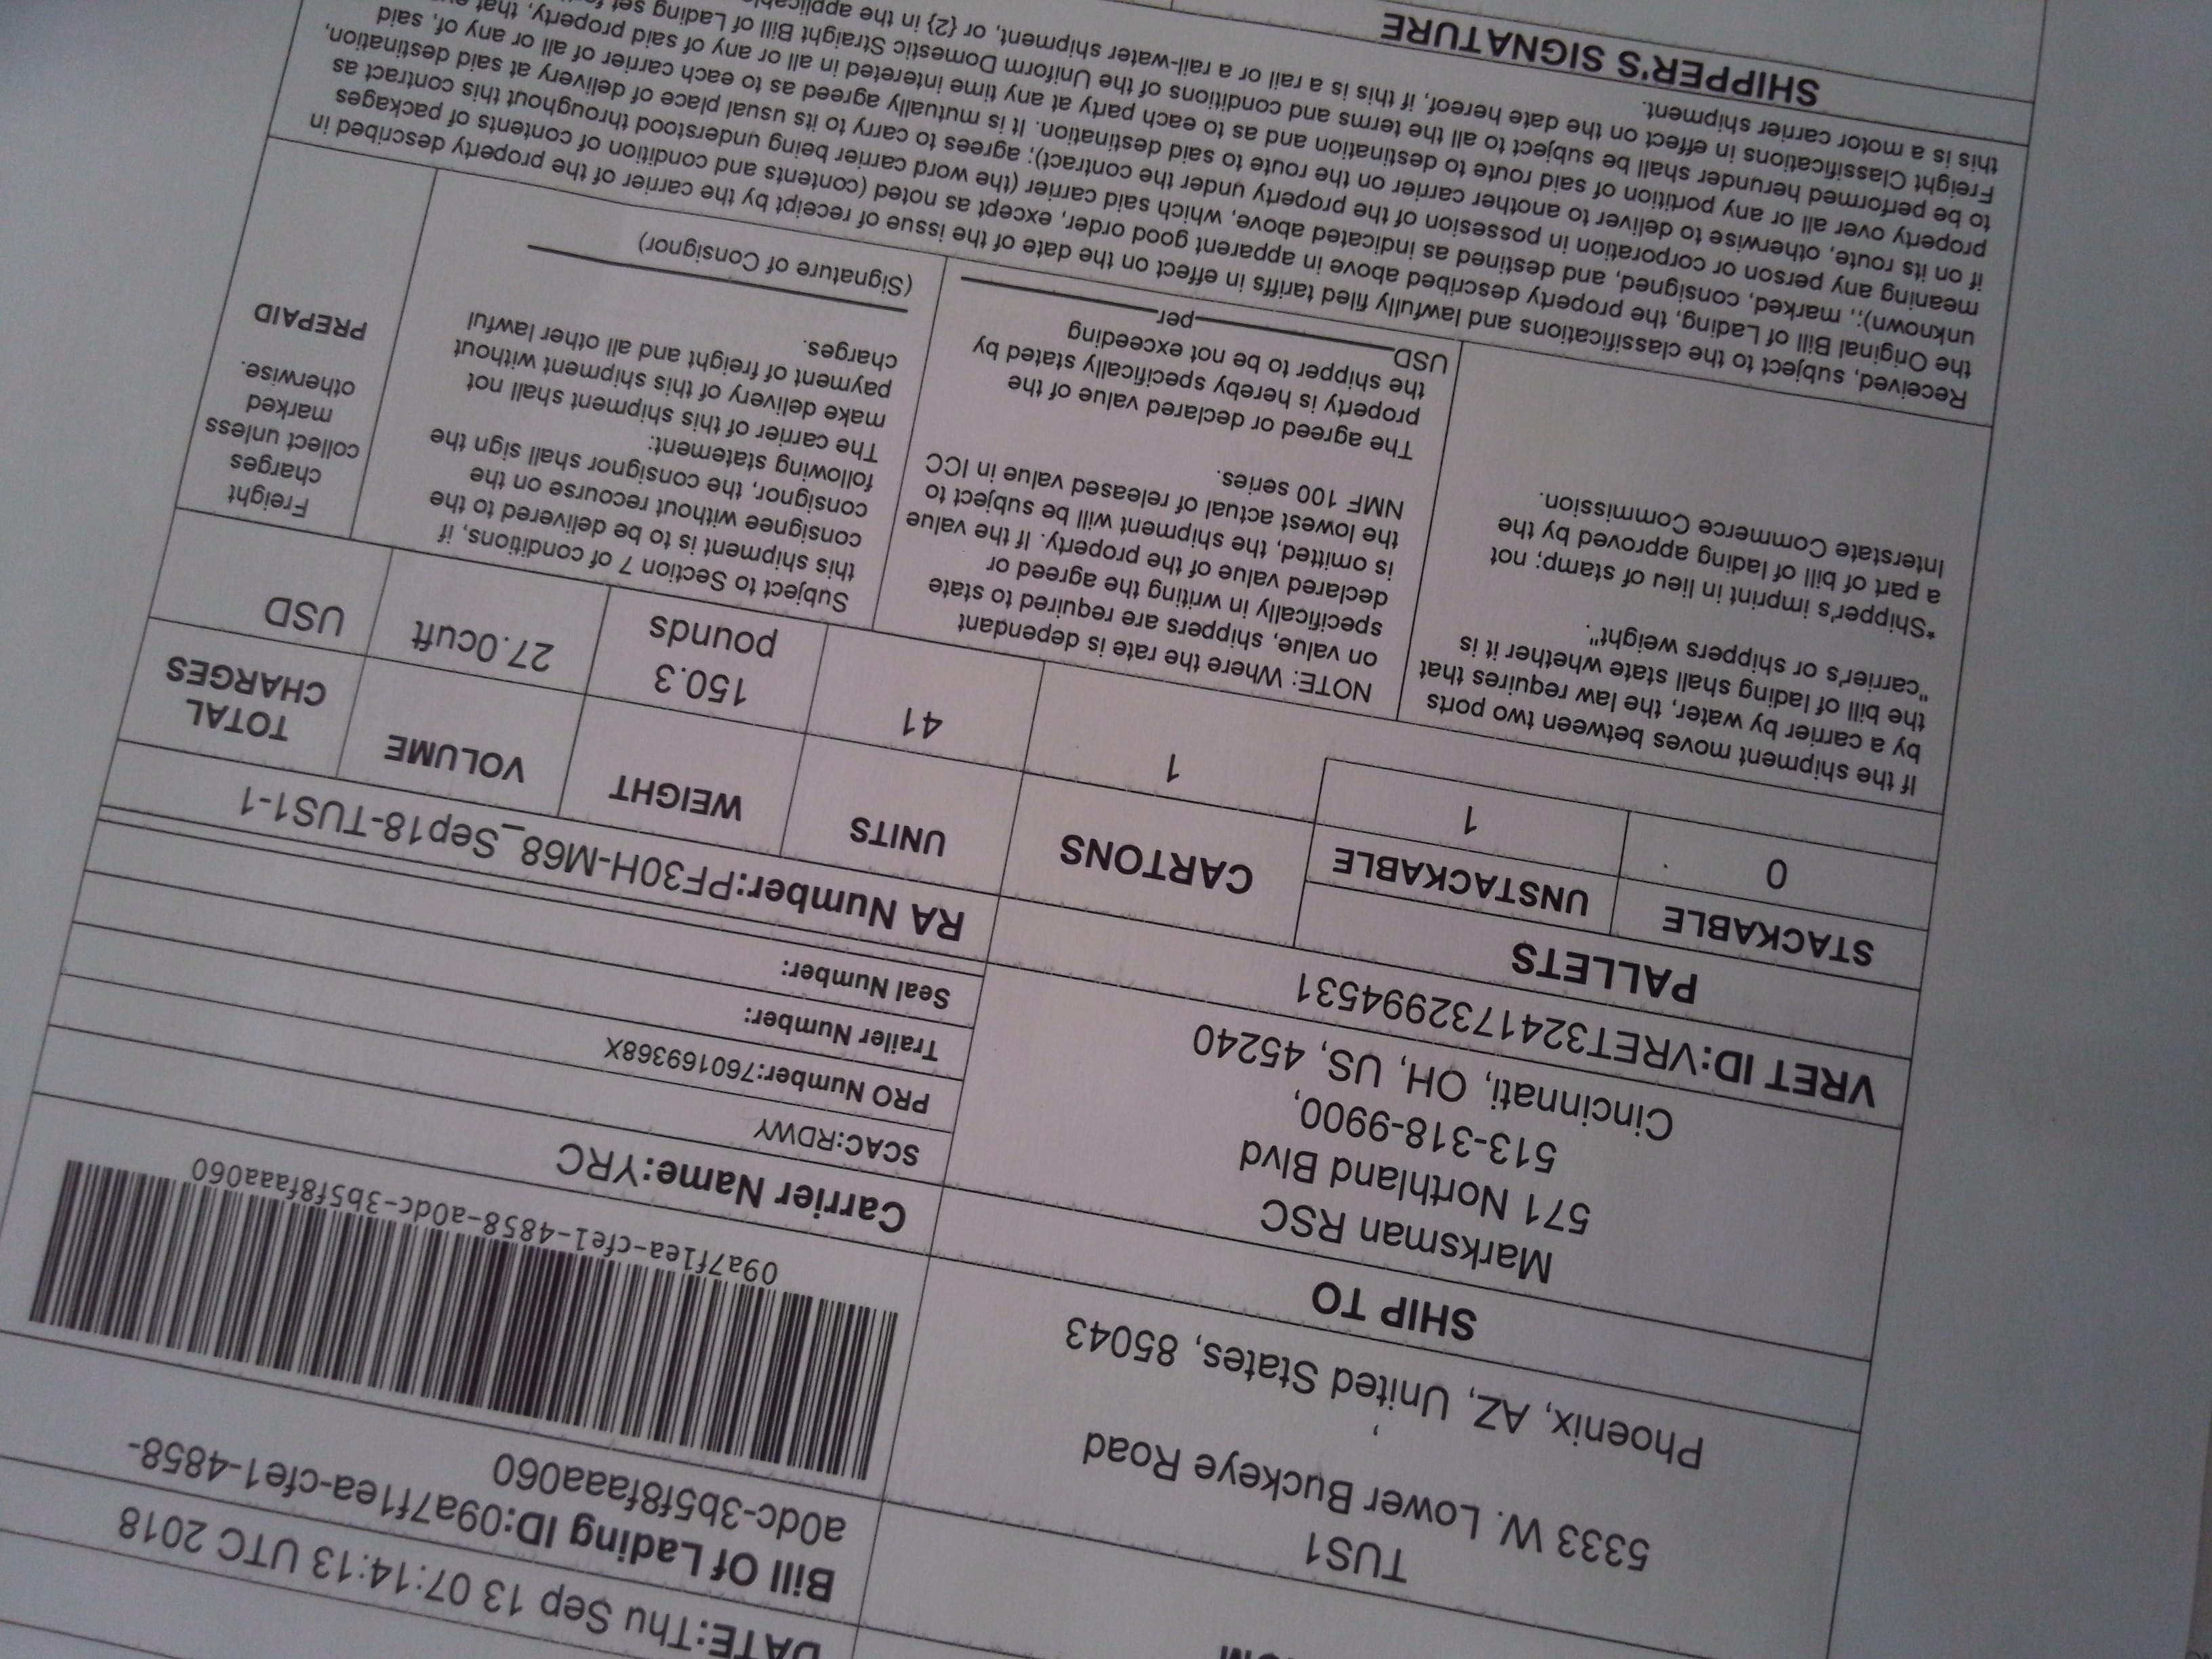 DATE:Thu Sep 13 07:14:13 UTC 2018
TUS1
5333 W. Lower Buckeye Road
,
Phoenix, AZ, United States, 85043
Bill Of Lading ID:09a7f1ea-cfe1-4858-
a0dc-3b5f8faaa060
09a7f1ea-cfe1-4858-a0dc-3b5f8faaa060
SHIP TO
Marksman RSC
571 Northland Blvd
513-318-9900,
Cincinnati, OH, US, 45240
Carrier Name:YRC
SCAC:RDWY
PRO Number:760169368X
Trailer Number:
Seal Number:
VRET ID:VRET32417732994531
RA Number:PF30H-M68_Sep18-TUS1-1
PALLETS
STACKABLE
UNSTACKABLE
CARTONS
UNITS
WEIGHT
VOLUME
TOTAL
CHARGES
0
1
1
41
150.3
pounds
27.0cuft
USD
If the shipment moves between two ports
by a carrier by water, the law requires that
the bill of lading shall state whether it is
"carrier's or shippers weight".
*Shipper's imprint in lieu of stamp; not
a part of bill of lading approved by the
Interstate Commerce Commission.
NOTE: Where the rate is dependant
on value, shippers are required to state
specifically in writing the agreed or
declared value of the property. If the value
is omitted, the shipment will be subject to
the lowest actual of released value in ICC
NMF 100 series.
The agreed or declared value of the
property is hereby specifically stated by
the shipper to be not exceeding
USD per
Subject to Section 7 of conditions, if
this shipment is to be delivered to the
consignee without recourse on the
consignor, the consignor shall sign the
following statement:
The carrier of this shipment shall not
make delivery of this shipment without
payment of freight and all other lawful
charges.
(Signature of Consignor)
Freight
charges
collect unless
marked
otherwise.
PREPAID
Received, subject to the classifications and lawfully filed tariffs in effect on the date of the issue of receipt by the carrier of the property described in
the Original Bill of Lading, the property described above in apparent good order, except as noted (contents and condition of contents of packages
unknown);, marked, consigned, and destined as indicated above, which said carrier (the word carrier being understood throughout this contract as
meaning any person or corporation in possesion of the property under the contract); agrees to carry to its usual place of delivery at said destination,
if on its route, otherwise to deliver to another carrier on the route to said destination. It is mutually agreed as to each carrier of all or any of, said
property over all or any portition of said route to destination and as to each party at any time intereted in all or any of said property, that
to be performed herunder shall be subject to all the terms and conditions of the Uniform Domestic Straight Bill of Lading set
Freight Classifications in effect on the date hereof, if this is a rail or a rail-water shipment, or {2} in the
this is a motor carrier shipment.
SHIPPER'S SIGNATURE